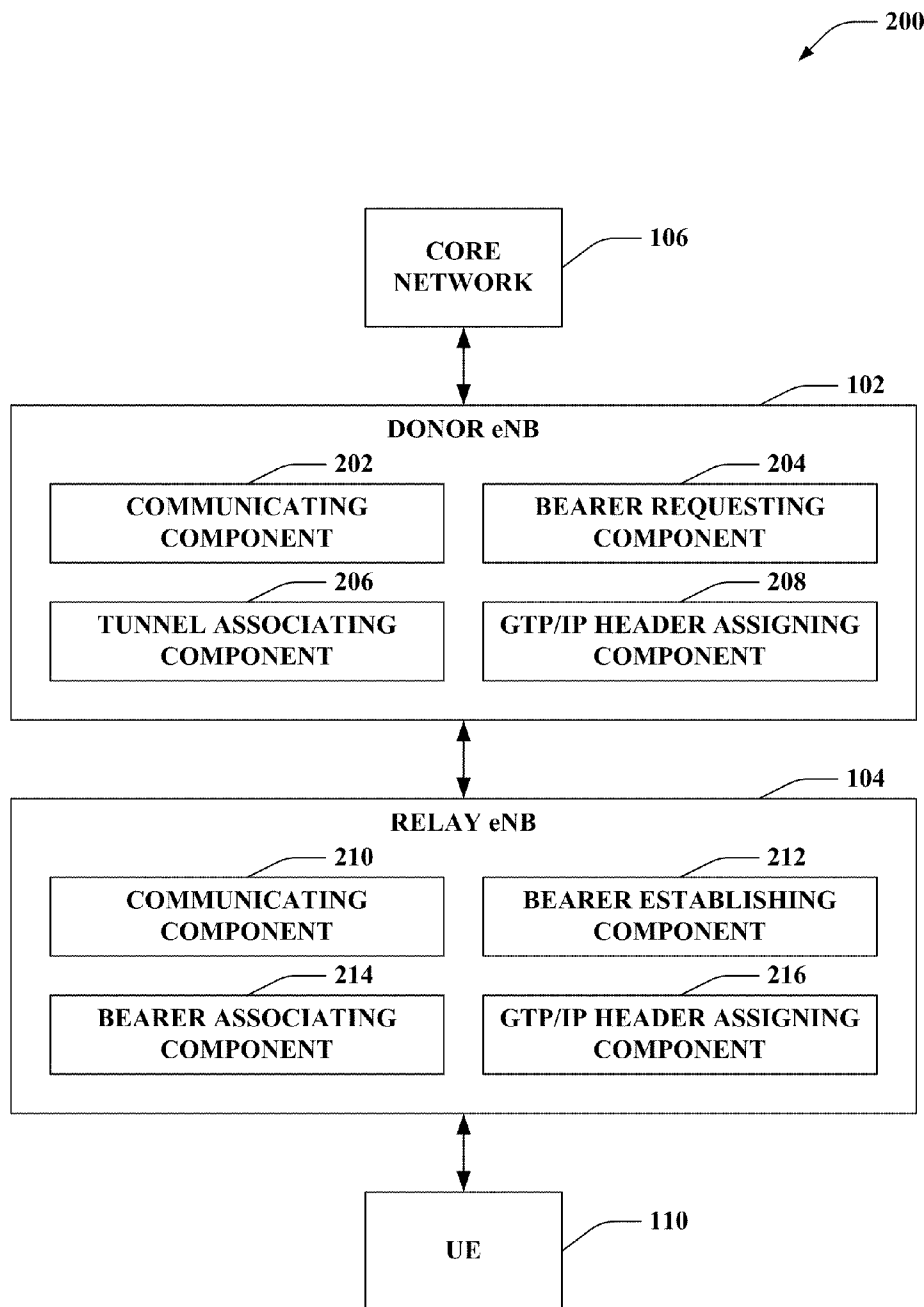 200
CORE
NETWORK
106
102
DONOR eNB
202
COMMUNICATING
COMPONENT
204
BEARER REQUESTING
COMPONENT
206
TUNNEL ASSOCIATING
COMPONENT
208
GTP/IP HEADER ASSIGNING
COMPONENT
104
RELAY eNB
210
COMMUNICATING
COMPONENT
212
BEARER ESTABLISHING
COMPONENT
214
BEARER ASSOCIATING
COMPONENT
216
GTP/IP HEADER ASSIGNING
COMPONENT
UE
110